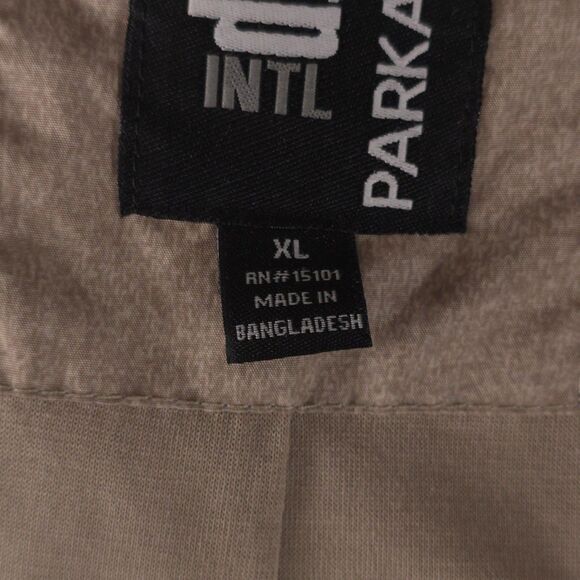 INTL
PARKA
XL
RN#15101
MADE IN
BANGLADESH